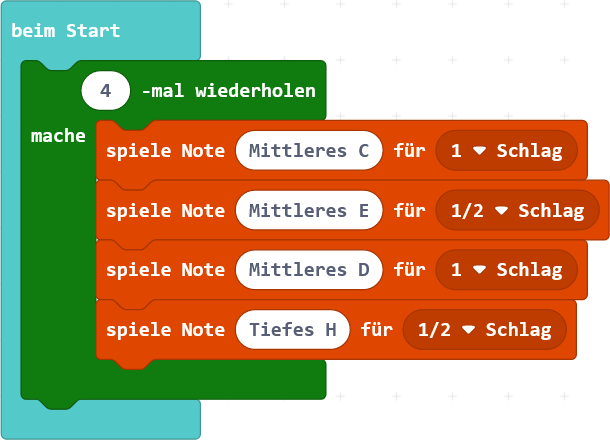 beim Start
4 -mal wiederholen
mache
spiele Note Mittleres C für 1 Schlag
spiele Note Mittleres E für 1/2 Schlag
spiele Note Mittleres D für 1 Schlag
spiele Note Tiefes H für 1/2 Schlag